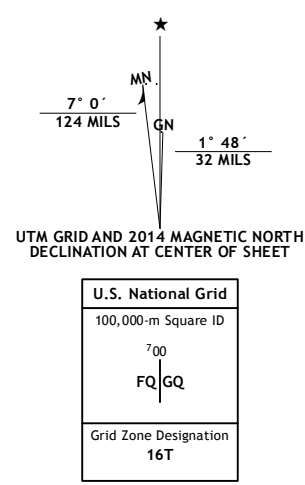 ★
MN
7° 0´
124 MILS
GN
1° 48´
32 MILS
UTM GRID AND 2014 MAGNETIC NORTH
DECLINATION AT CENTER OF SHEET
U.S. National Grid
100,000-m Square ID
⁷00
FQ GQ
Grid Zone Designation
16T